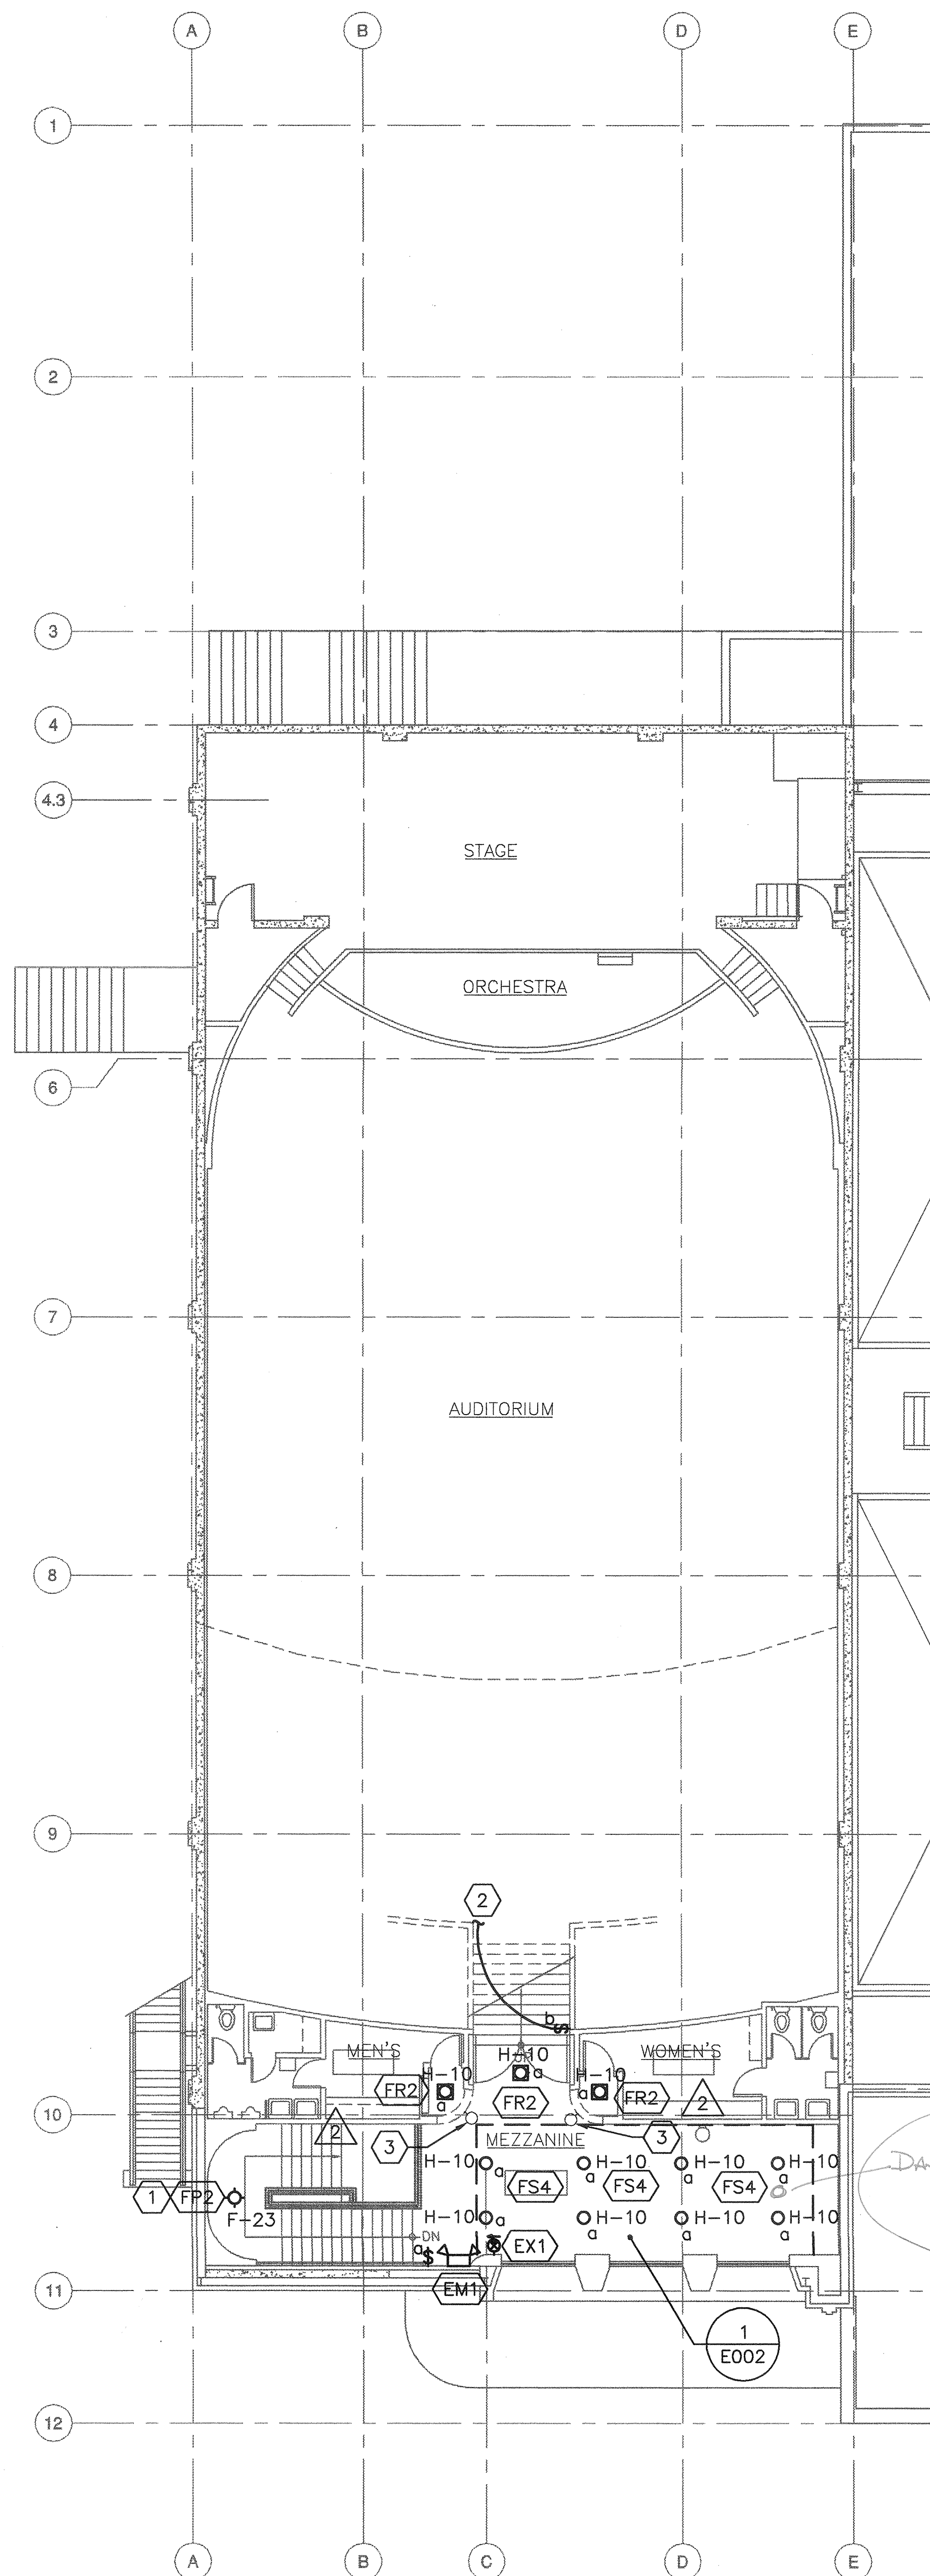 A B D E
1
2
3
4
4.3
STAGE
ORCHESTRA
6
7
AUDITORIUM
8
9
2
b $
MEN'S
WOMEN'S
H-10 H-10 H-10
FR2 a a FR2
a FR2 2
10
2
3 3
MEZZANINE
H-10 a H-10 a H-10 a H-10 a
FS4 FS4 FS4
1 FP2
F-23
H-10 a H-10 a H-10 a H-10 a
DN
a $
EX1
EM1
11
1
E002
12
A B C D E